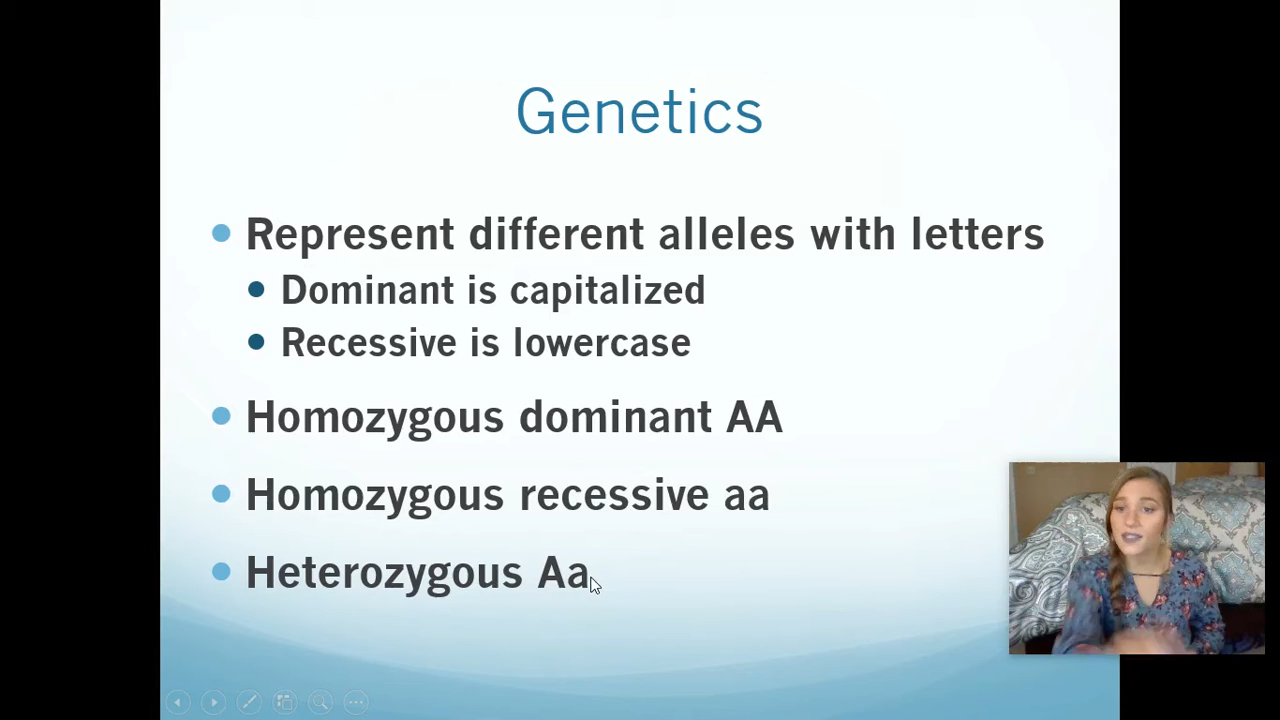 Genetics
Represent different alleles with letters
Dominant is capitalized
Recessive is lowercase
Homozygous dominant AA
Homozygous recessive aa
Heterozygous Aa